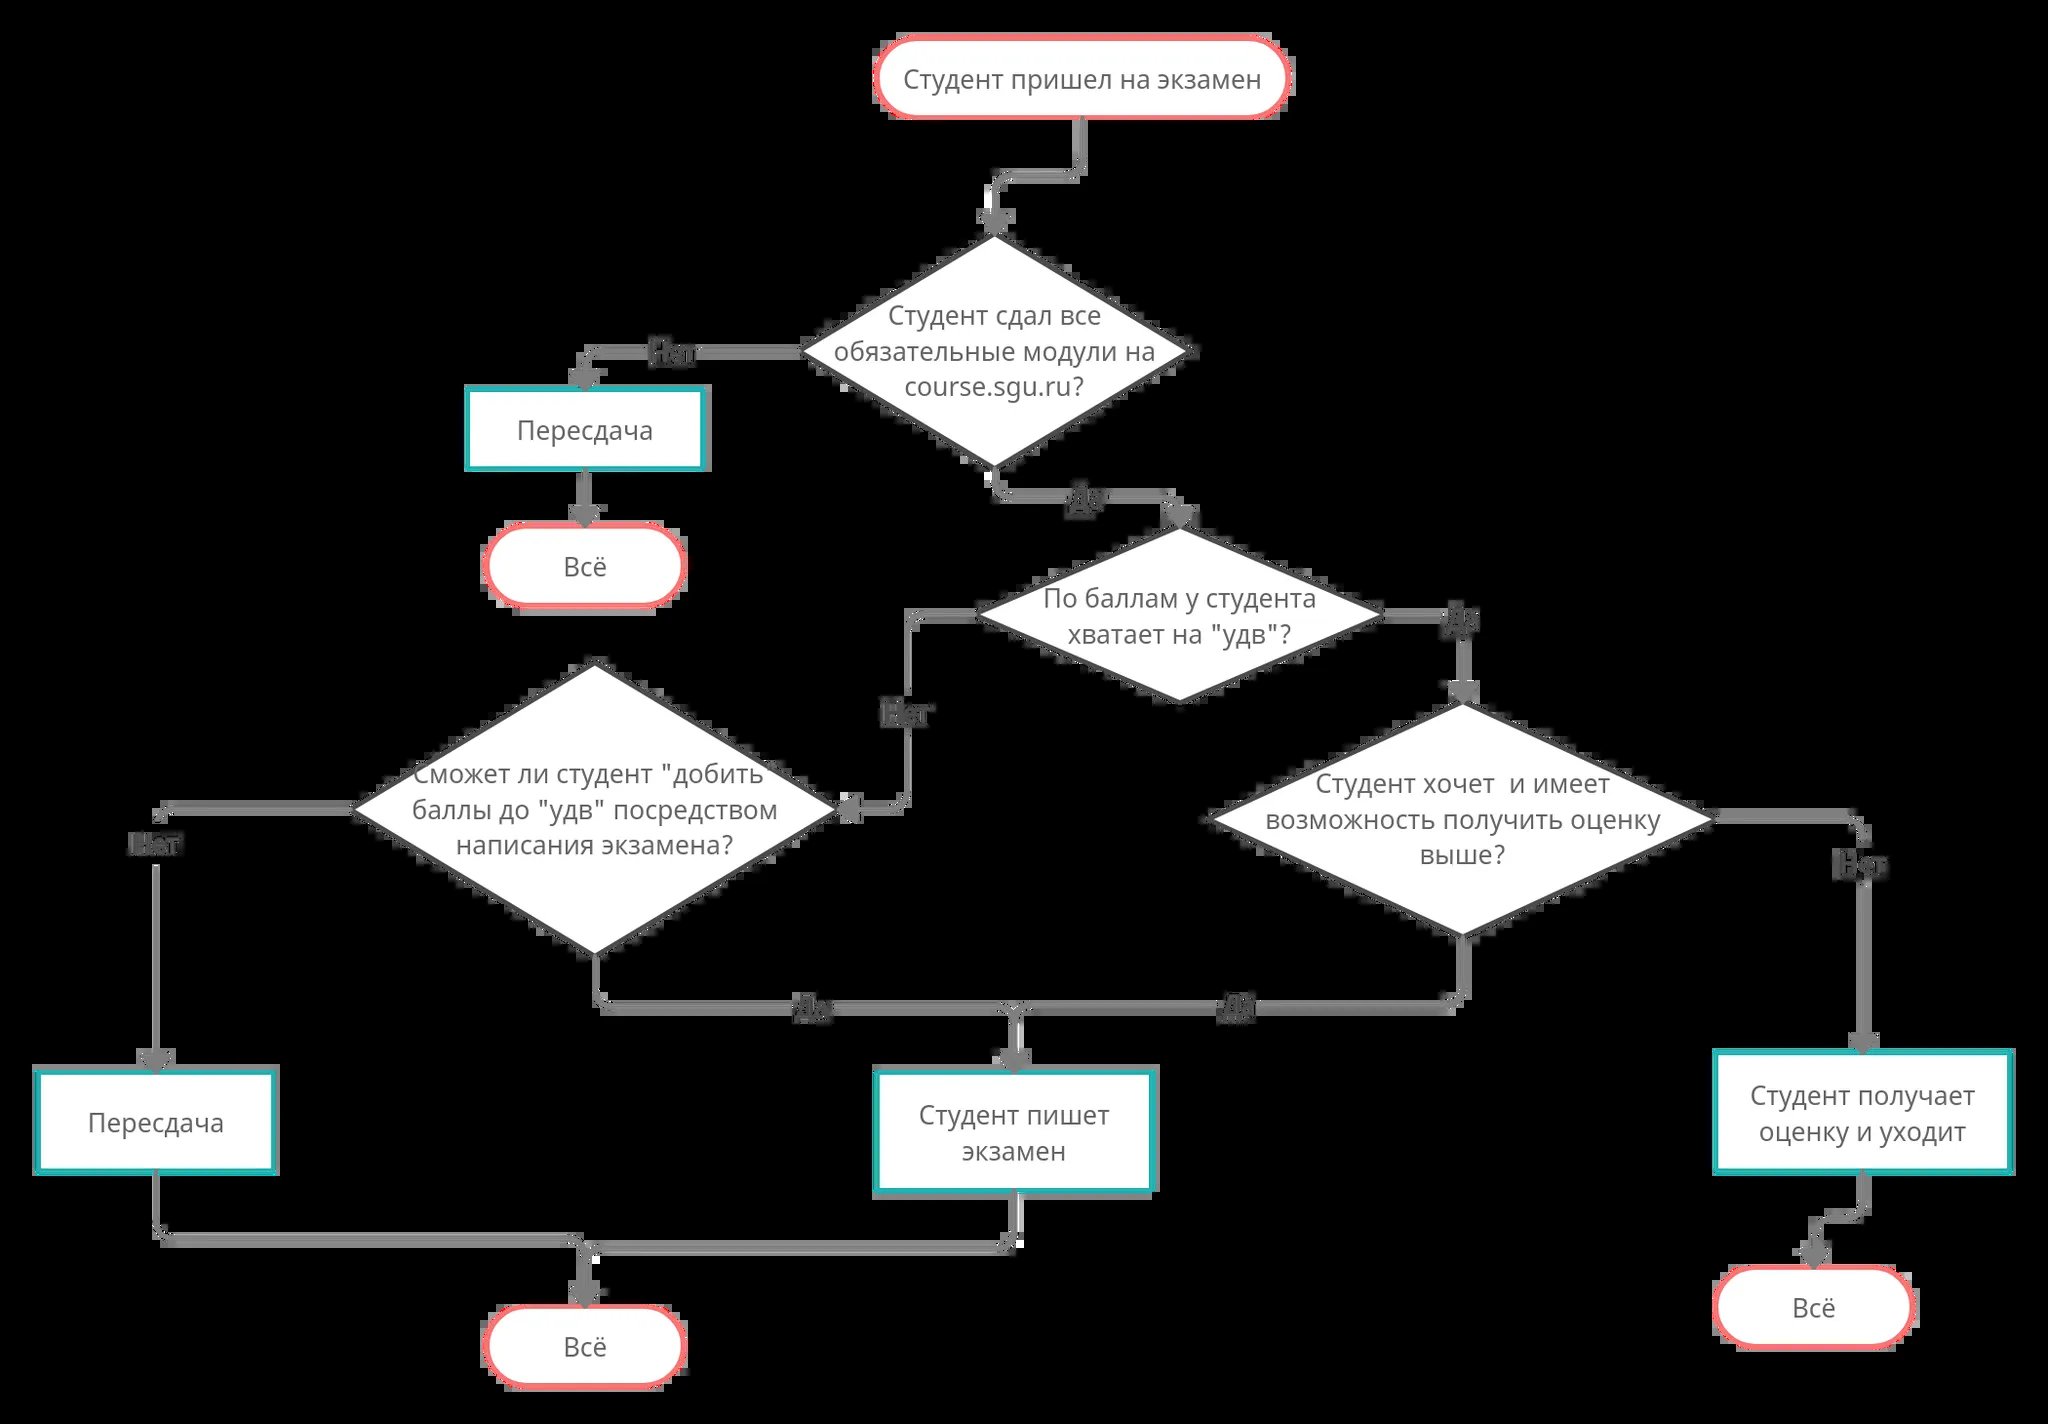 Студент пришел на экзамен
Студент сдал все
обязательные модули на
course.sgu.ru?
Нет
Пересдача
Да
Всё
По баллам у студента
хватает на "удв"?
Да
Нет
Сможет ли студент "добить"
баллы до "удв" посредством
написания экзамена?
Студент хочет и имеет
возможность получить оценку
выше?
Нет
Нет
Да
Да
Пересдача
Студент пишет
экзамен
Студент получает
оценку и уходит
Всё
Всё